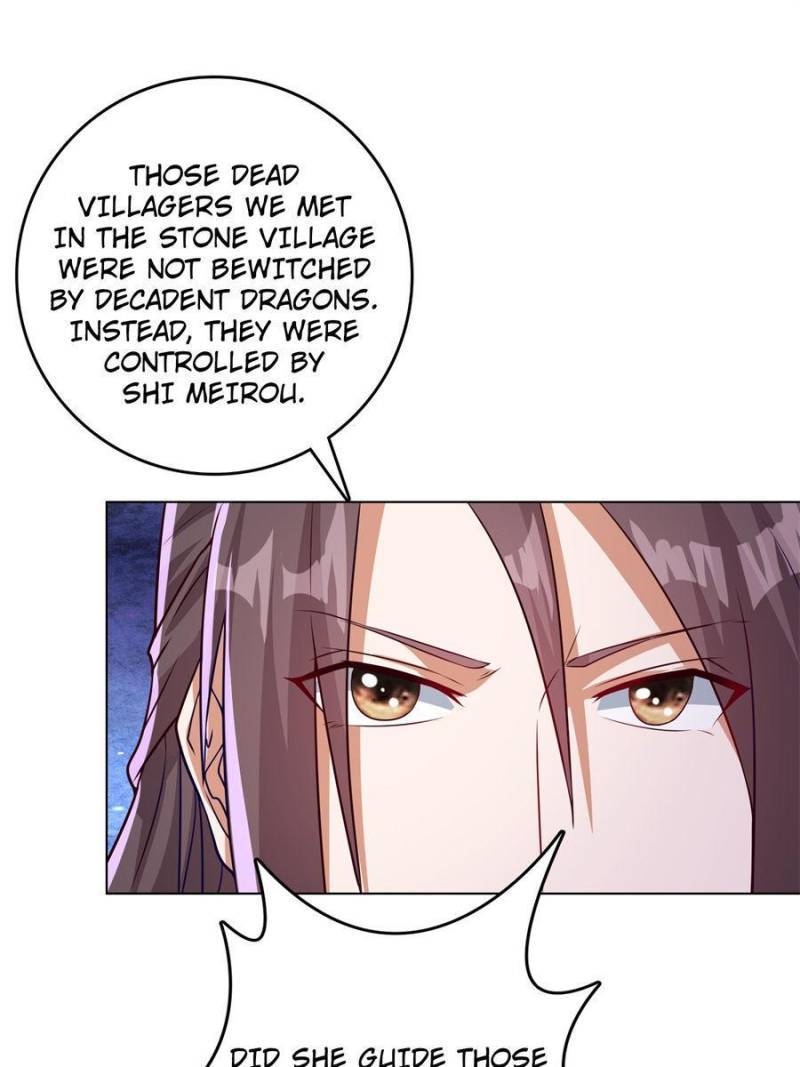 THOSE DEAD
VILLAGERS WE MET
IN THE STONE VILLAGE
WERE NOT BEWITCHED
BY DECADENT DRAGONS.
INSTEAD, THEY WERE
CONTROLLED BY
SHI MEIROU.
DID SHE GUIDE THOSE